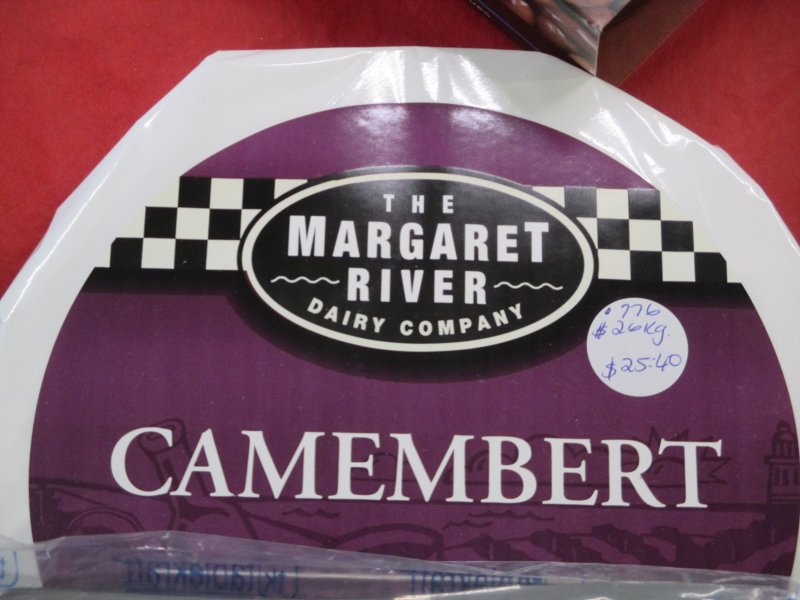 THE
MARGARET
RIVER
DAIRY COMPANY
.776
$26kg.
$25:40
CAMEMBERT